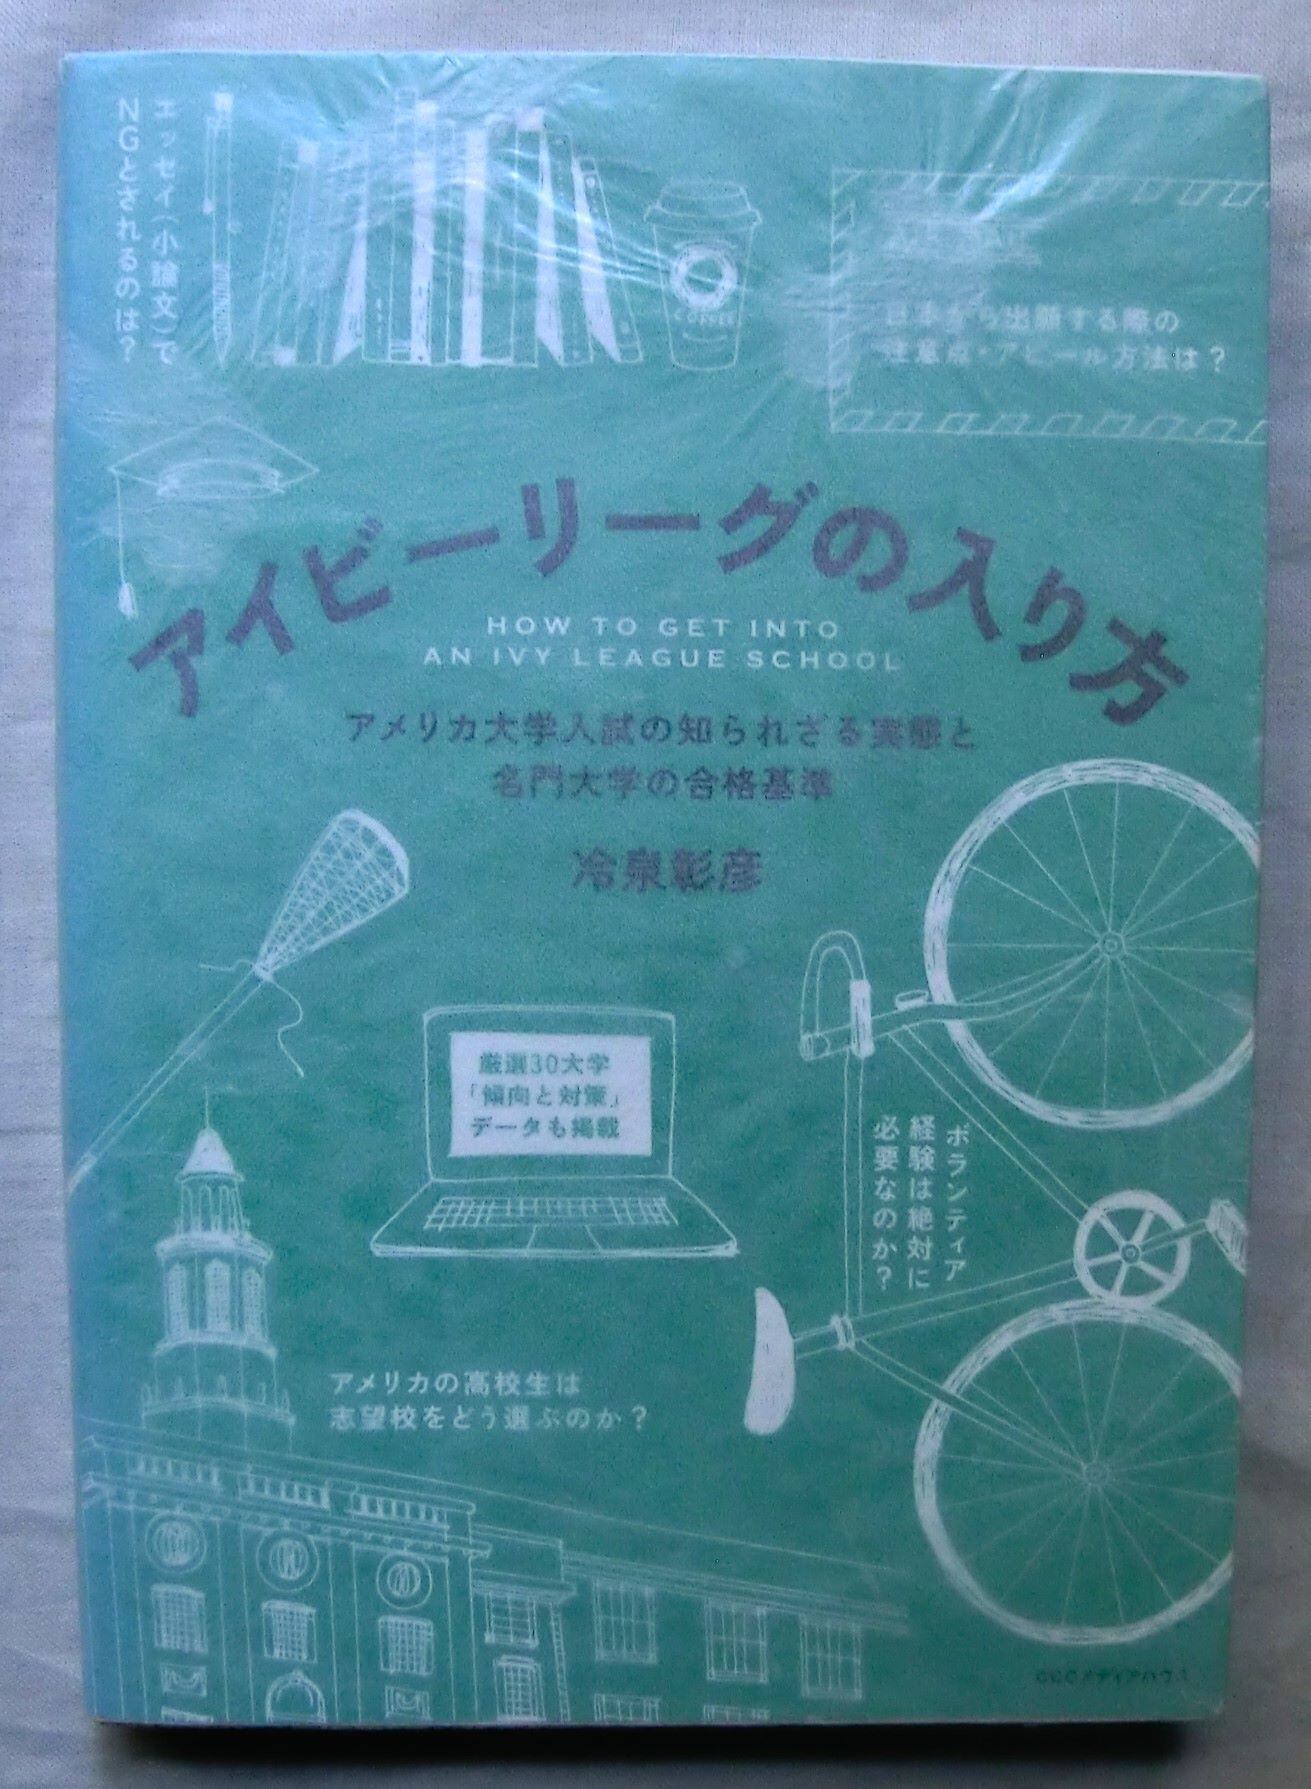 エッセイ(小論文)で
NGとされるのは?
COFFEE
日本から出願する際の
注意点・アピール方法は?
アイビーリーグの入り方
HOW TO GET INTO
AN IVY LEAGUE SCHOOL
アメリカ大学入試の知られざる実態と
名門大学の合格基準
冷泉彰彦
厳選30大学
「傾向と対策」
データも掲載
ボランティア
経験は絶対に
必要なのか?
アメリカの高校生は
志望校をどう選ぶのか?
CCCメディアハウス